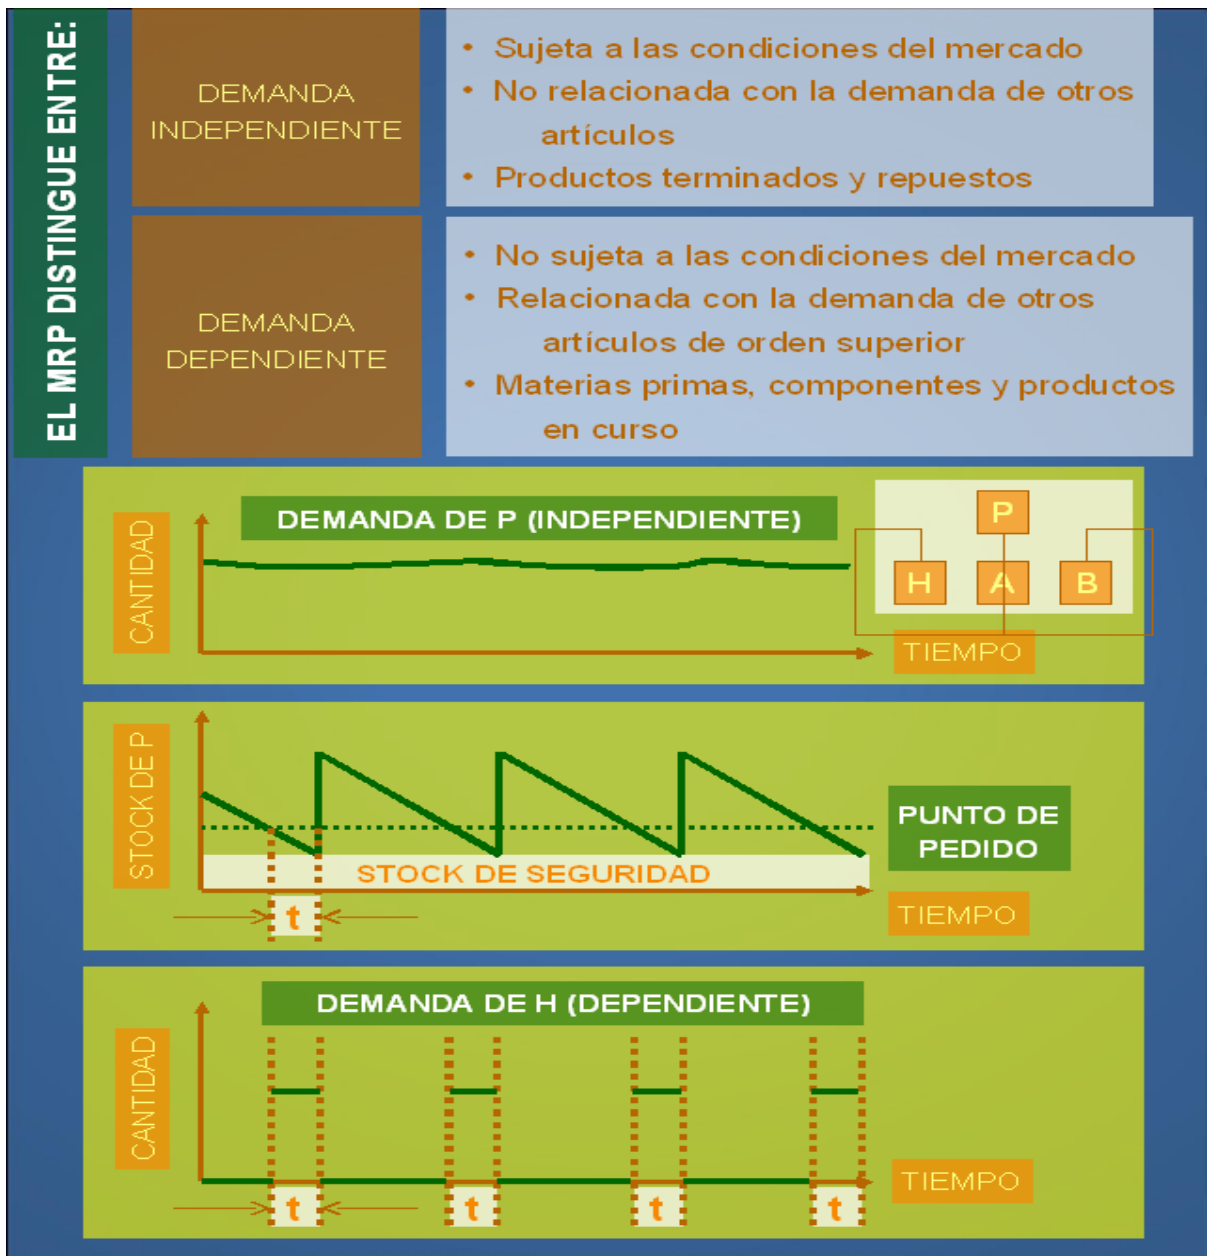 EL MRP DISTINGUE ENTRE:
DEMANDA
INDEPENDIENTE
• Sujeta a las condiciones del mercado
• No relacionada con la demanda de otros
artículos
• Productos terminados y repuestos
DEMANDA
DEPENDIENTE
• No sujeta a las condiciones del mercado
• Relacionada con la demanda de otros
artículos de orden superior
• Materias primas, componentes y productos
en curso
CANTIDAD
DEMANDA DE P (INDEPENDIENTE)
P
H A B
TIEMPO
STOCK DE P
PUNTO DE
PEDIDO
STOCK DE SEGURIDAD
t
TIEMPO
CANTIDAD
DEMANDA DE H (DEPENDIENTE)
TIEMPO
t t t t